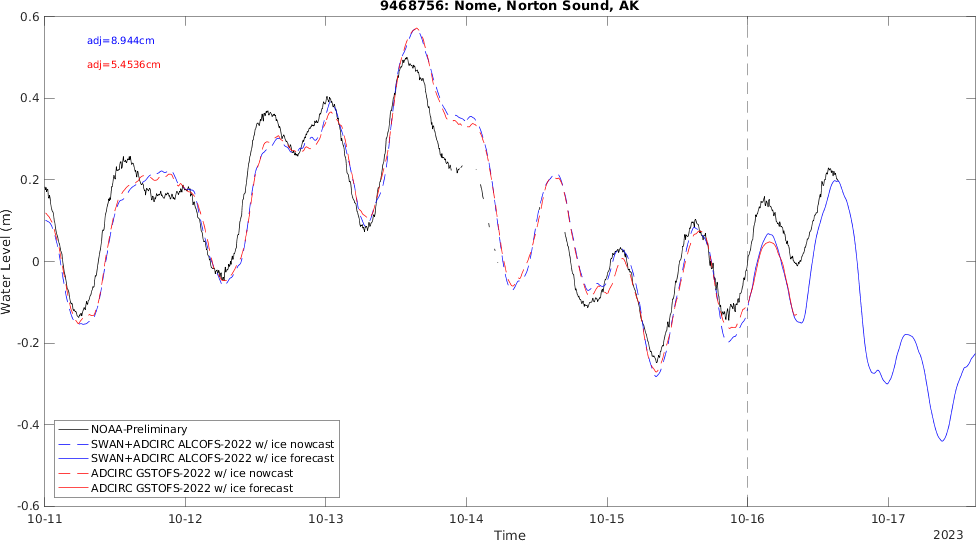 9468756: Nome, Norton Sound, AK
adj=8.944cm
adj=5.4536cm
0.6
0.4
0.2
0
-0.2
-0.4
-0.6
Water Level (m)
NOAA-Preliminary
SWAN+ADCIRC ALCOFS-2022 w/ ice nowcast
SWAN+ADCIRC ALCOFS-2022 w/ ice forecast
ADCIRC GSTOFS-2022 w/ ice nowcast
ADCIRC GSTOFS-2022 w/ ice forecast
10-11 10-12 10-13 10-14 10-15 10-16 10-17
Time
2023